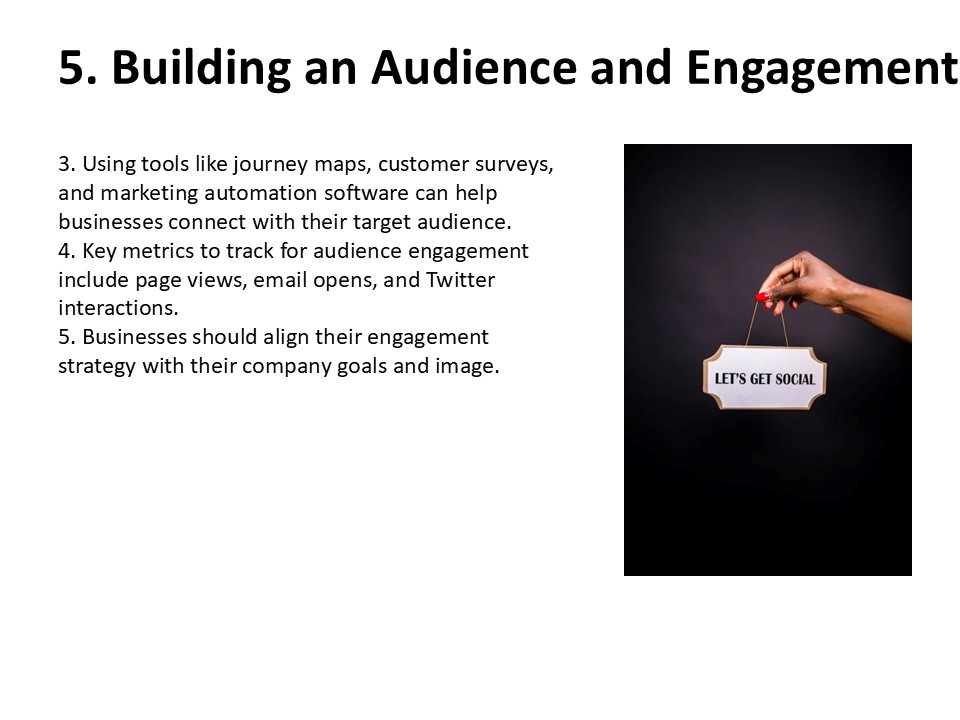 5. Building an Audience and Engagement
3. Using tools like journey maps, customer surveys,
and marketing automation software can help
businesses connect with their target audience.
4. Key metrics to track for audience engagement
include page views, email opens, and Twitter
interactions.
5. Businesses should align their engagement
strategy with their company goals and image.
LET'S GET SOCIAL